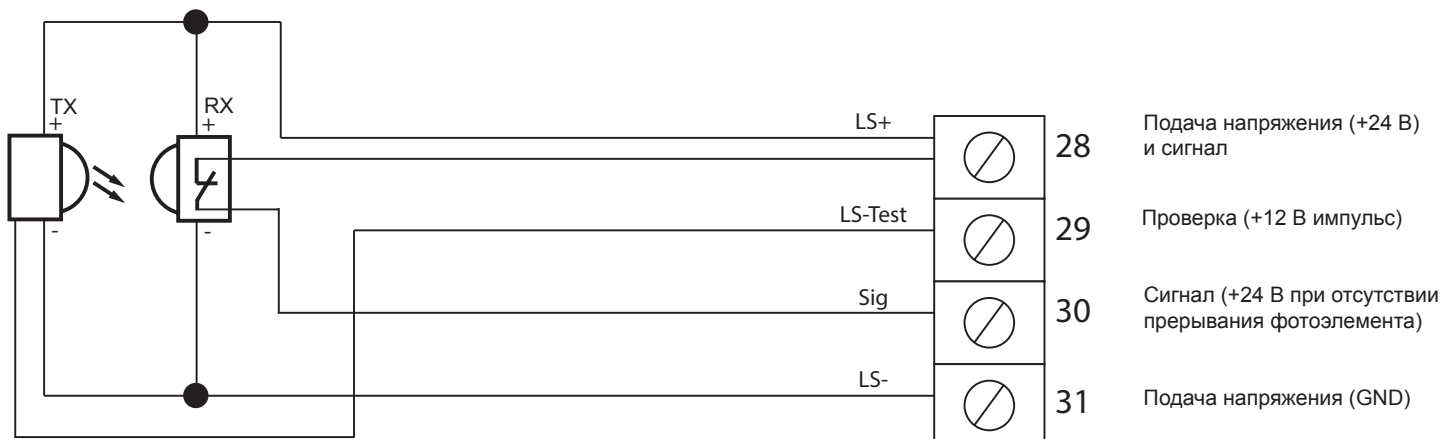 TX
+
-
RX
+
-
LS+
28
Подача напряжения (+24 В)
и сигнал
LS-Test
29
Проверка (+12 В импульс)
Sig
30
Сигнал (+24 В при отсутствии
прерывания фотоэлемента)
LS-
31
Подача напряжения (GND)